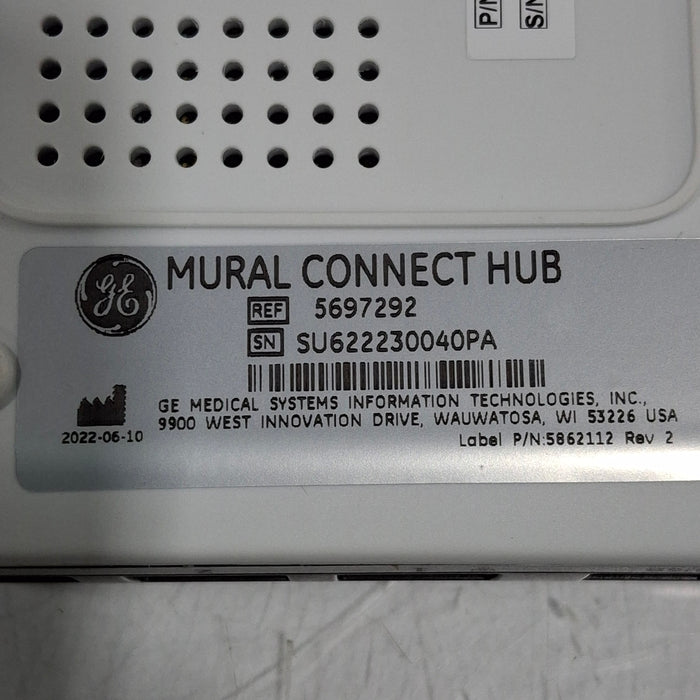 P/N
S/N
GE
MURAL CONNECT HUB
REF 5697292
SN SU622230040PA
GE MEDICAL SYSTEMS INFORMATION TECHNOLOGIES, INC.,
9900 WEST INNOVATION DRIVE, WAUWATOSA, WI 53226 USA
2022-06-10
Label P/N:5862112 Rev 2